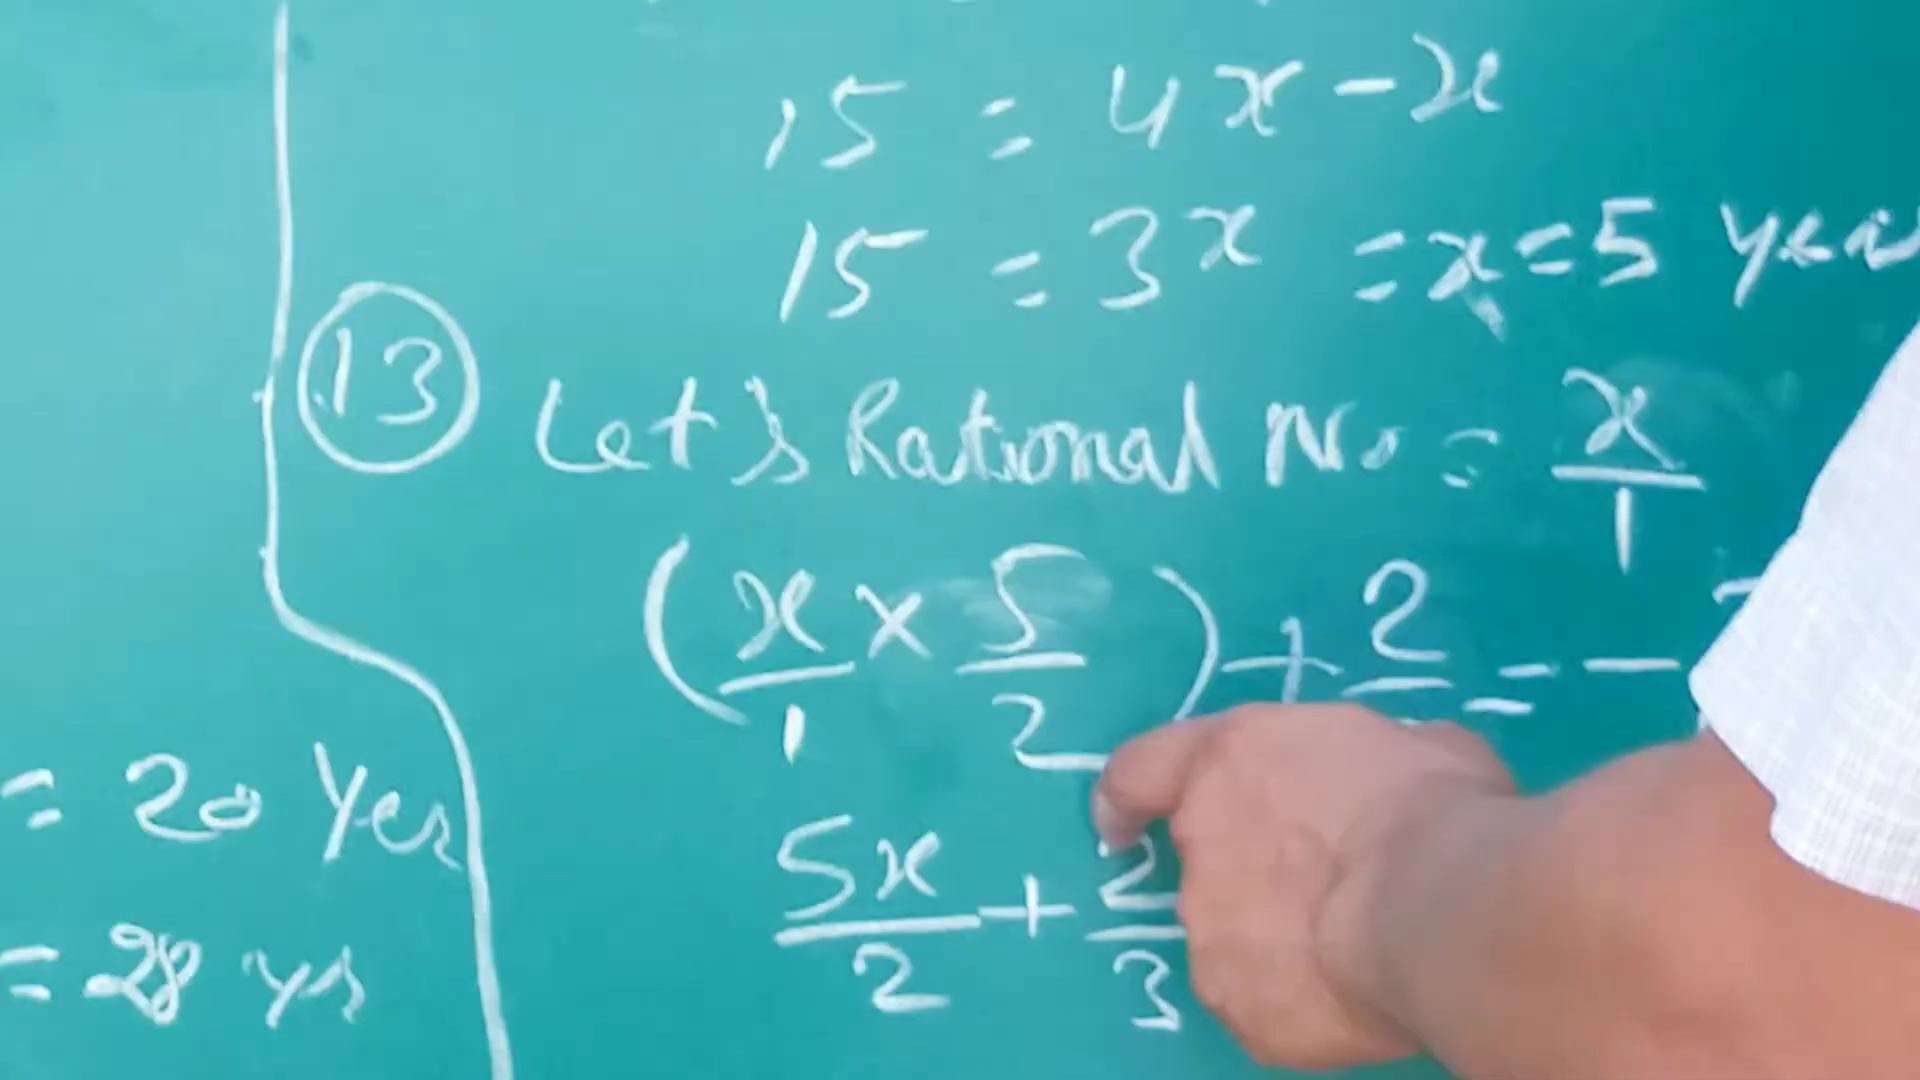 15 = 4x - x
15 = 3x = x = 5 years
13 Let's Rational No = x/1
(x/1 × 5/2) + 2/ = -
5x/2 + 2/3
= 20 Yes
= 28 ys